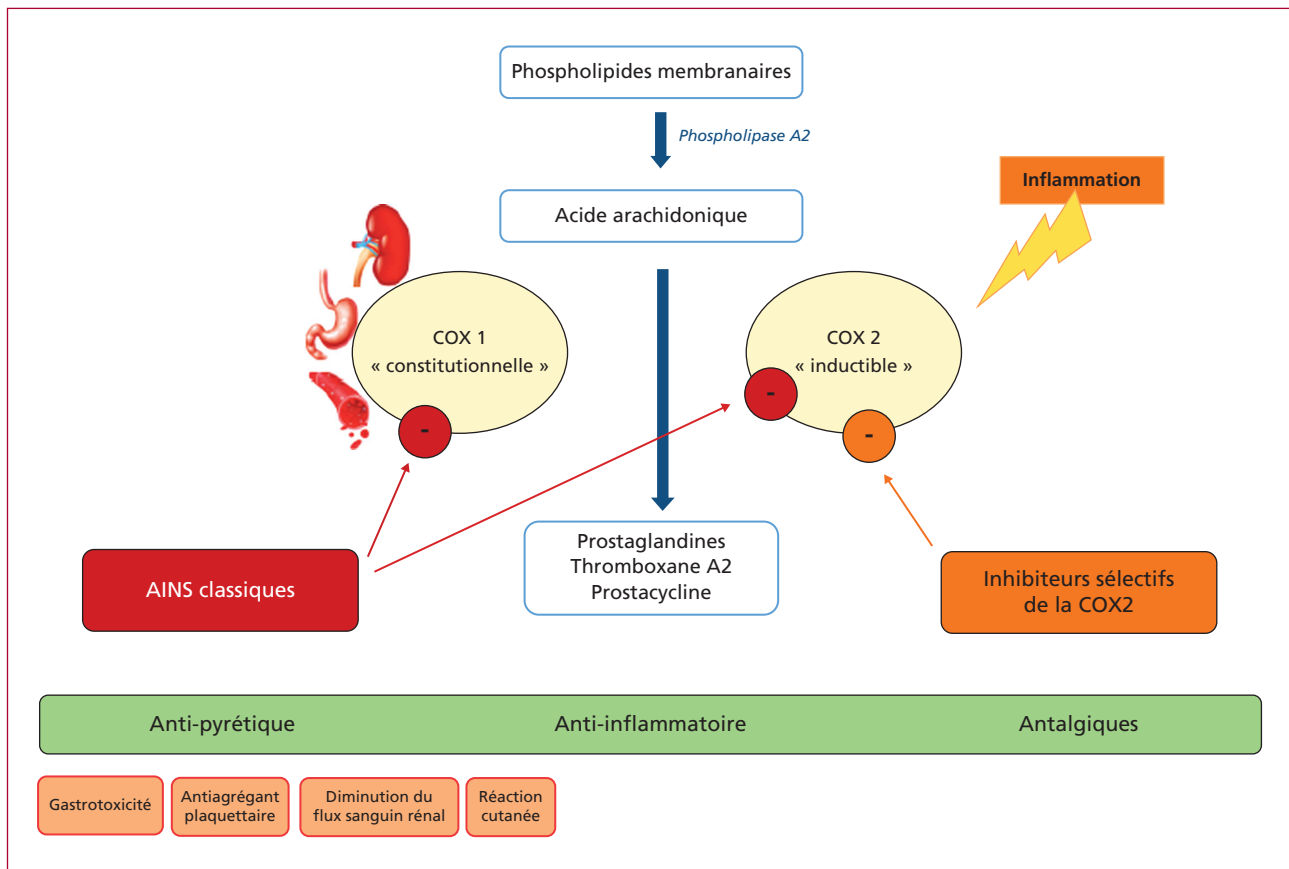 Phospholipides membranaires
Phospholipase A2
Inflammation
Acide arachidonique
COX 1
« constitutionnelle »
COX 2
« inductible »
-
-
-
Prostaglandines
Thromboxane A2
Prostacycline
AINS classiques
Inhibiteurs sélectifs
de la COX2
Anti-pyrétique
Anti-inflammatoire
Antalgiques
Gastrotoxicité
Antiagrégant
plaquettaire
Diminution du
flux sanguin rénal
Réaction
cutanée